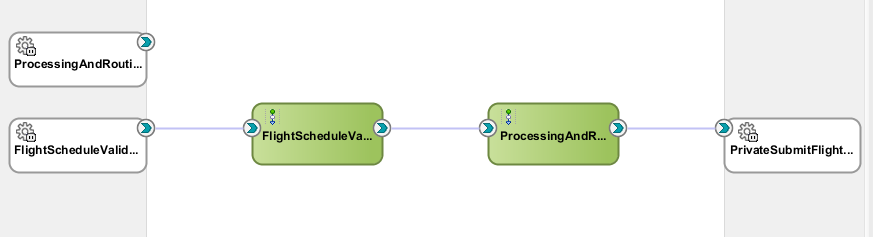 ProcessingAndRouti...
FlightScheduleValid...
FlightScheduleVa...
ProcessingAndR...
PrivateSubmitFlight...